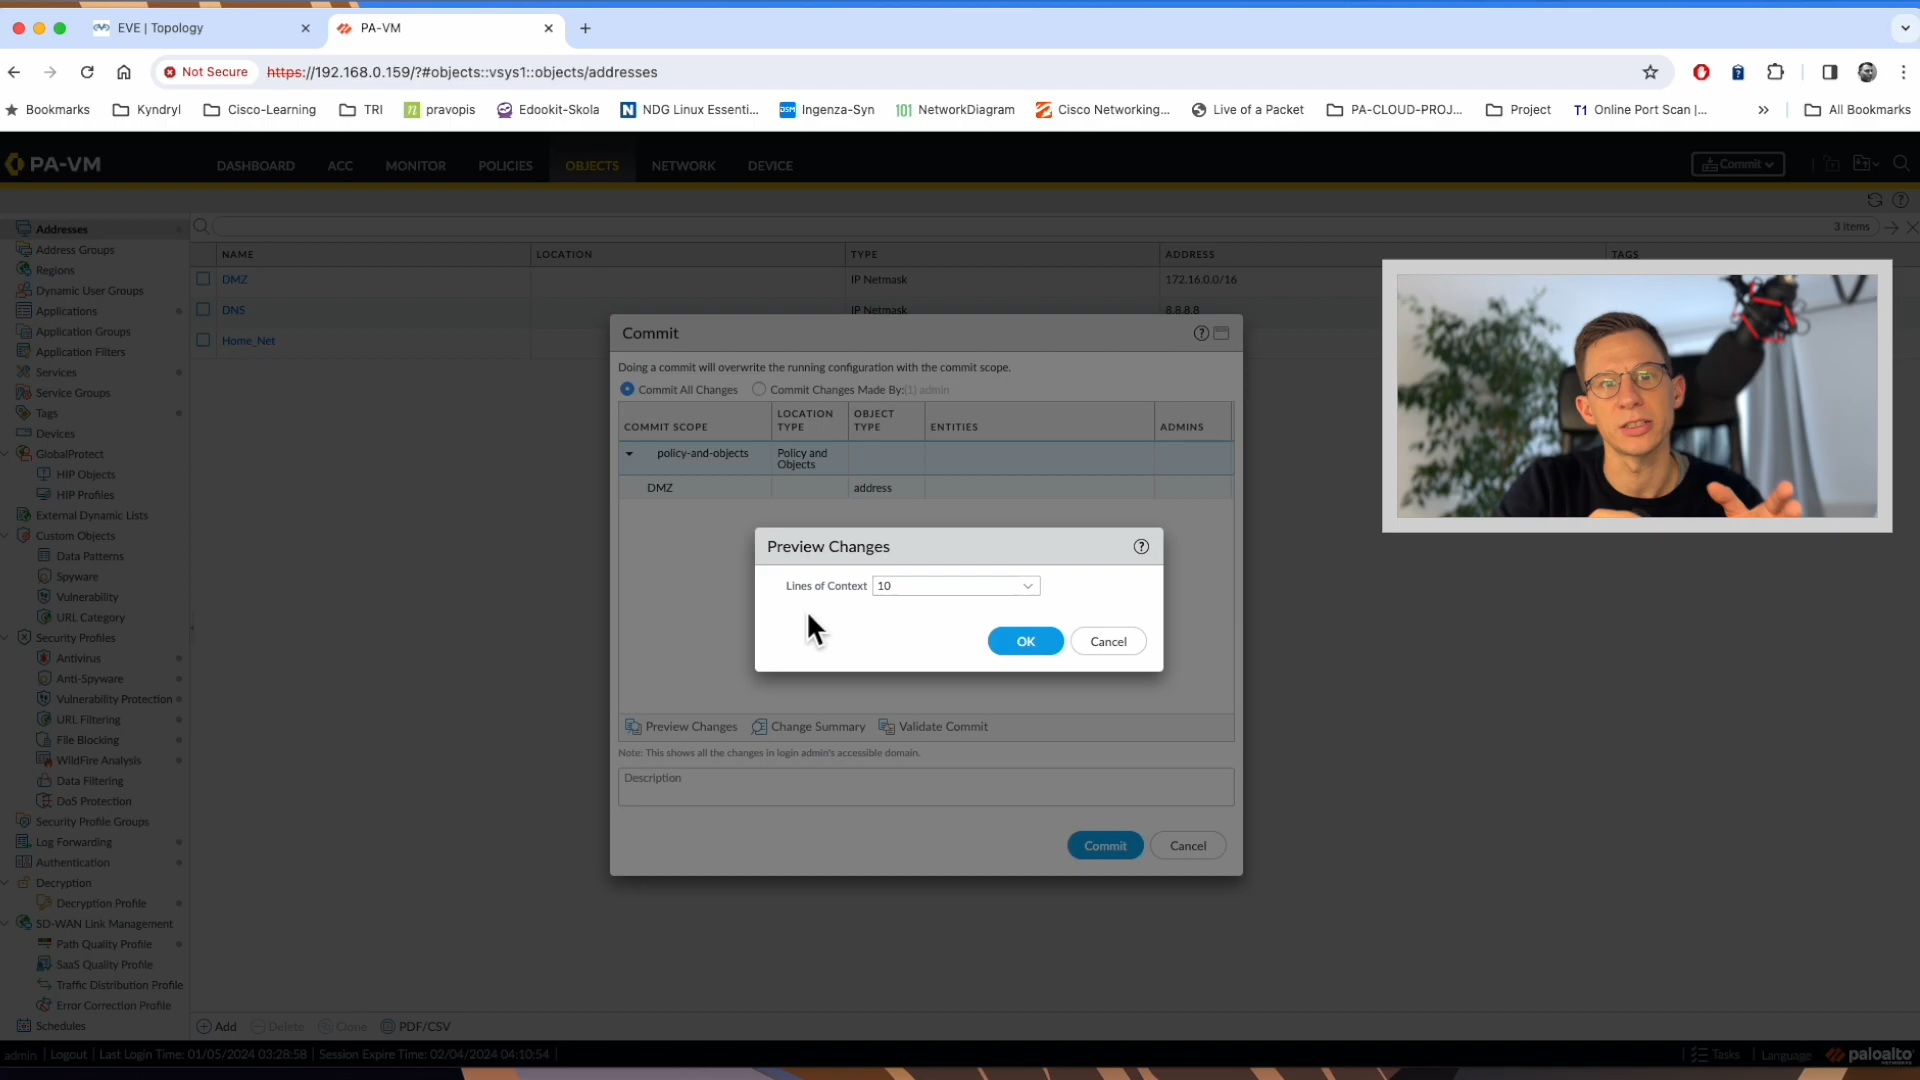 EVE | Topology
PA-VM
Not Secure https://192.168.0.159/?#objects::vsys1::objects/addresses
Bookmarks Kyndryl Cisco-Learning TRI pravopis Edookit-Skola NDG Linux Essenti... Ingenza-Syn NetworkDiagram Cisco Networking... Live of a Packet PA-CLOUD-PROJ... Project Online Port Scan |... » All Bookmarks
PA-VM DASHBOARD ACC MONITOR POLICIES OBJECTS NETWORK DEVICE Commit
3 items
Addresses
Address Groups
Regions
Dynamic User Groups
Applications
Application Groups
Application Filters
Services
Service Groups
Tags
Devices
GlobalProtect
HIP Objects
HIP Profiles
External Dynamic Lists
Custom Objects
Data Patterns
Spyware
Vulnerability
URL Category
Security Profiles
Antivirus
Anti-Spyware
Vulnerability Protection
URL Filtering
File Blocking
WildFire Analysis
Data Filtering
DoS Protection
Security Profile Groups
Log Forwarding
Authentication
Decryption
Decryption Profile
SD-WAN Link Management
Path Quality Profile
SaaS Quality Profile
Traffic Distribution Profile
Error Correction Profile
Schedules
NAME LOCATION TYPE ADDRESS TAGS
DMZ IP Netmask 172.16.0.0/16
DNS IP Netmask 8.8.8.8
Home_Net
Commit
Doing a commit will overwrite the running configuration with the commit scope.
Commit All Changes Commit Changes Made By:(1) admin
COMMIT SCOPE LOCATION TYPE OBJECT TYPE ENTITIES ADMINS
policy-and-objects Policy and Objects
DMZ address
Preview Changes
Lines of Context 10
OK Cancel
Preview Changes Change Summary Validate Commit
Note: This shows all the changes in login admin's accessible domain.
Description
Commit Cancel
Add Delete Clone PDF/CSV
admin | Logout | Last Login Time: 01/05/2024 03:28:58 | Session Expire Time: 02/04/2024 04:10:54 |
Tasks | Language paloalto